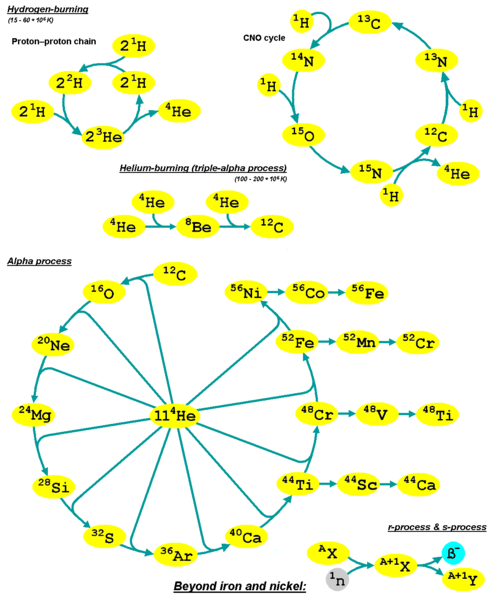 Hydrogen-burning
(15 - 60 + 10⁶ K)
Proton–proton chain
2¹H
2²H
2¹H
2¹H
2³He
⁴He
CNO cycle
¹H
¹³C
¹⁴N
¹³N
¹H
¹H
¹⁵O
¹²C
¹⁵N
⁴He
¹H
Helium-burning (triple-alpha process)
(100 - 200 + 10⁶ K)
⁴He
⁴He
⁴He
⁸Be
¹²C
Alpha process
¹²C
¹⁶O
⁵⁶Ni
⁵⁶Co
⁵⁶Fe
²⁰Ne
⁵²Fe
⁵²Mn
⁵²Cr
²⁴Mg
11⁴He
⁴⁸Cr
⁴⁸V
⁴⁸Ti
²⁸Si
⁴⁴Ti
⁴⁴Sc
⁴⁴Ca
³²S
³⁶Ar
⁴⁰Ca
r-process & s-process
ᴬX
¹n
ᴬ⁺¹X
ß⁻
ᴬ⁺¹Y
Beyond iron and nickel: